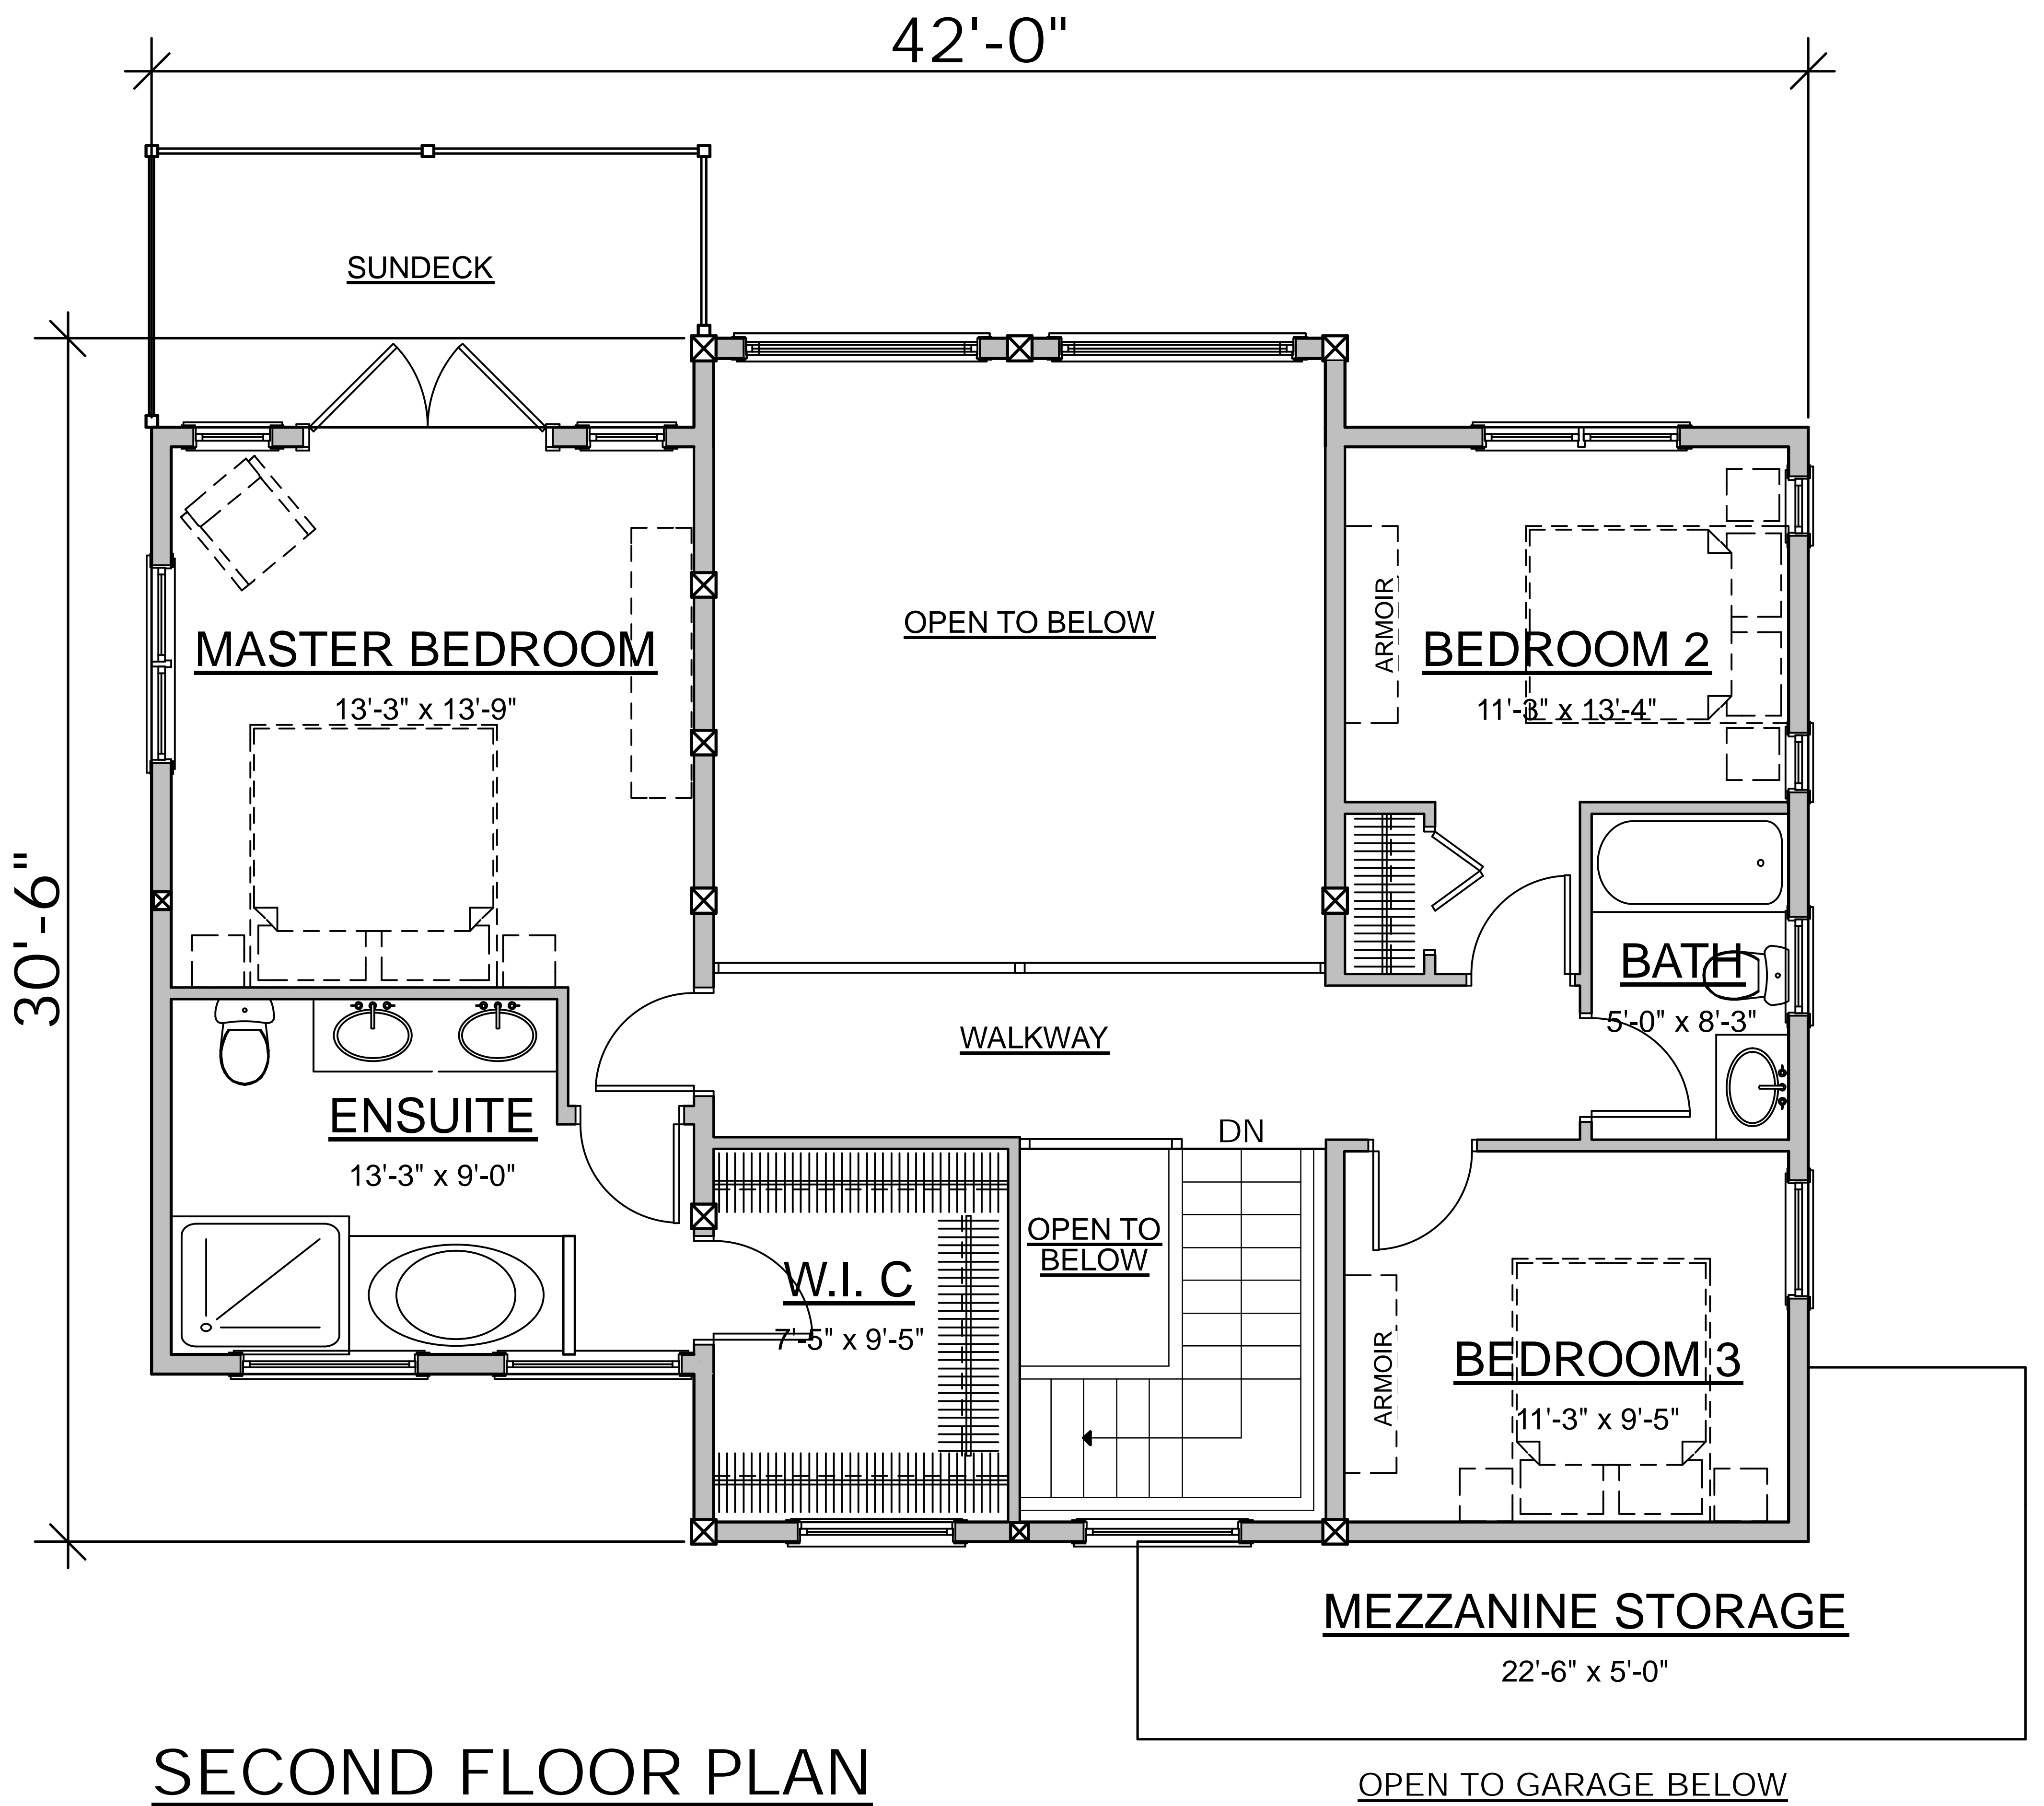 42'-0"
SUNDECK
30'-6"
MASTER BEDROOM
13'-3" x 13'-9"
OPEN TO BELOW
ARMOIR
BEDROOM 2
11'-3" x 13'-4"
BATH
5'-0" x 8'-3"
WALKWAY
ENSUITE
13'-3" x 9'-0"
DN
W.I. C
7'-5" x 9'-5"
OPEN TO
BELOW
ARMOIR
BEDROOM 3
11'-3" x 9'-5"
MEZZANINE STORAGE
22'-6" x 5'-0"
SECOND FLOOR PLAN
OPEN TO GARAGE BELOW